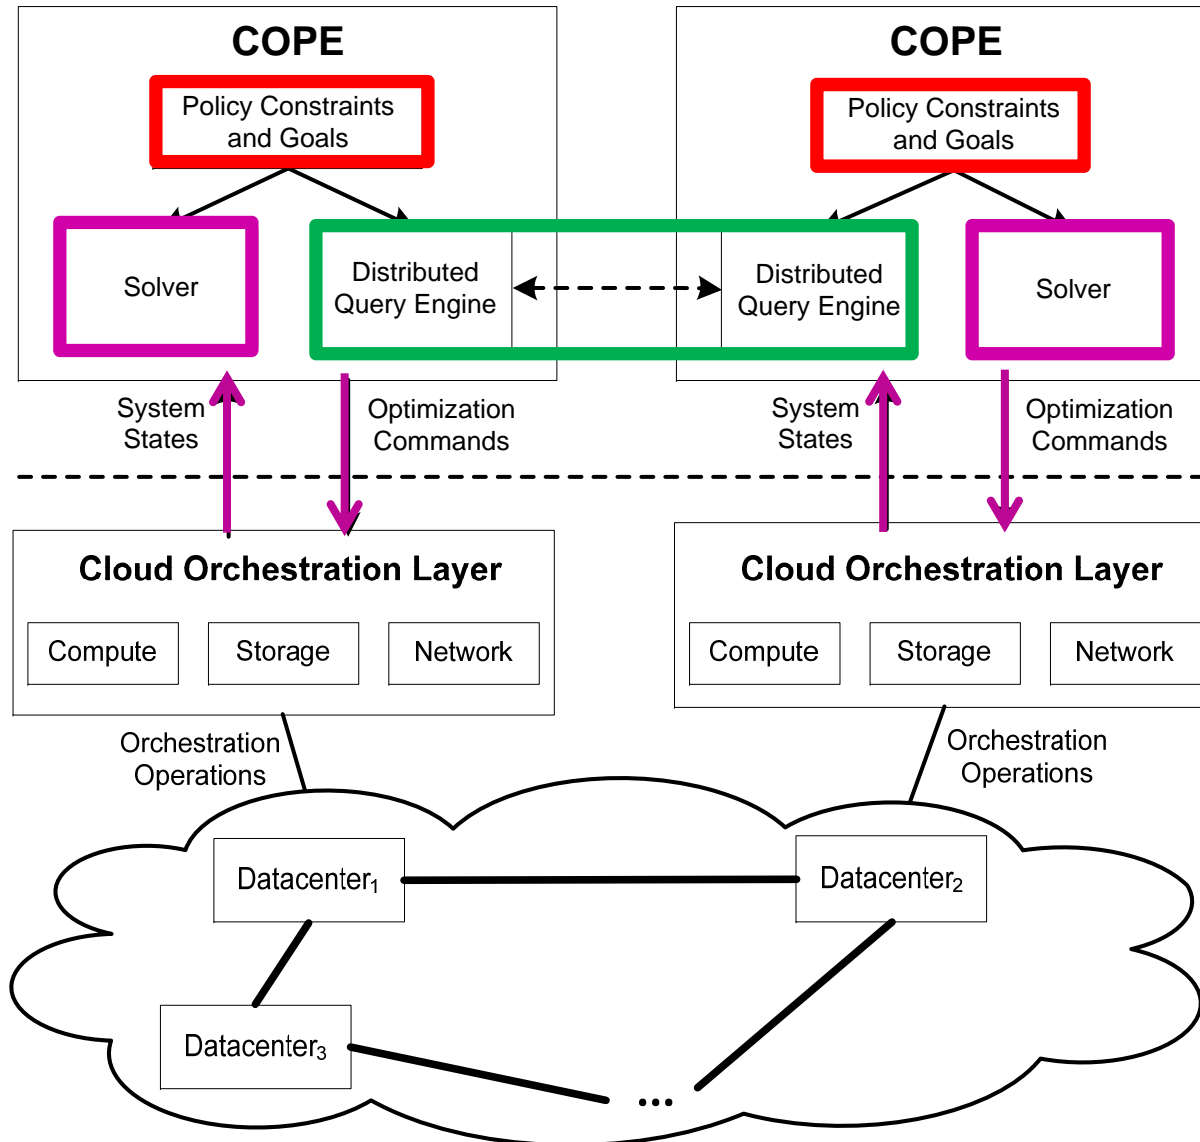 COPE
Policy Constraints
and Goals
Solver
Distributed
Query Engine
System
States
Optimization
Commands
COPE
Policy Constraints
and Goals
Distributed
Query Engine
Solver
System
States
Optimization
Commands
Cloud Orchestration Layer
Compute
Storage
Network
Cloud Orchestration Layer
Compute
Storage
Network
Orchestration
Operations
Orchestration
Operations
Datacenter₁
Datacenter₂
Datacenter₃
...